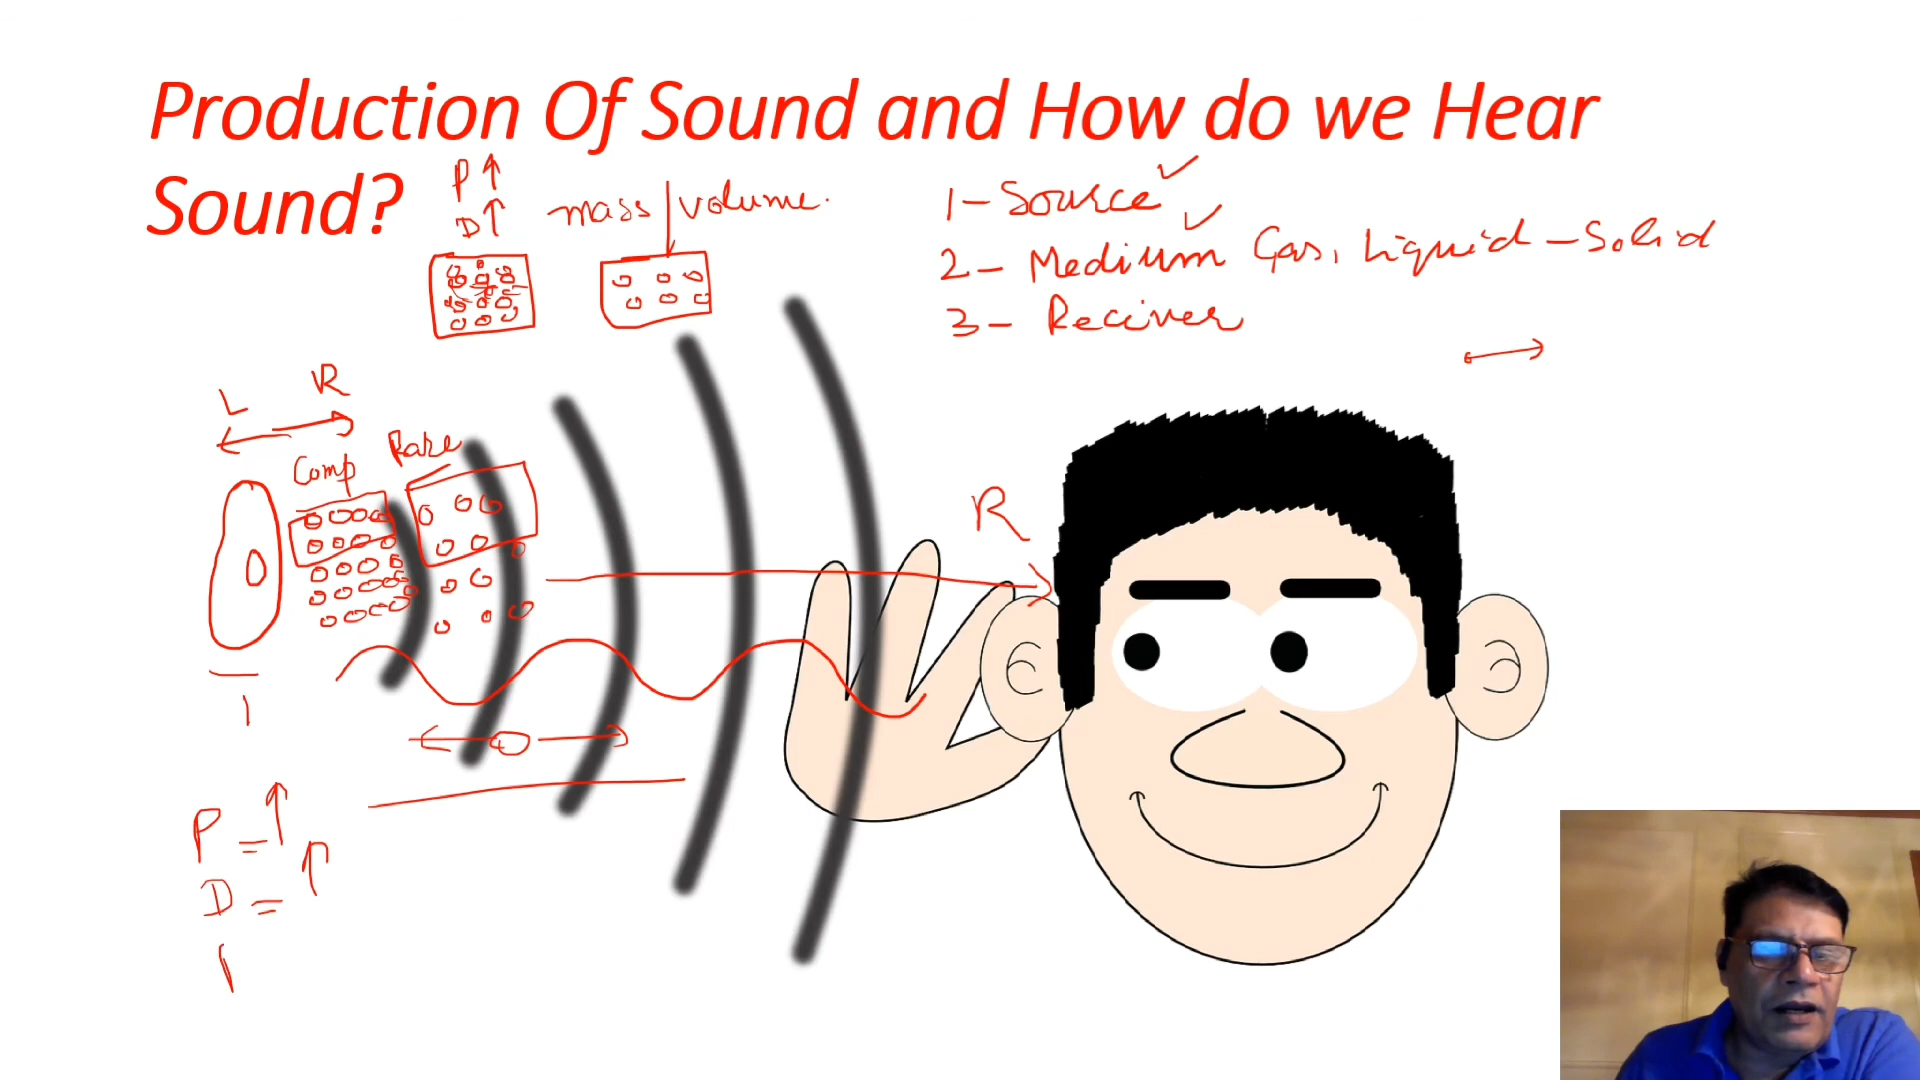 Production Of Sound and How do we Hear
Sound?
P↑
D↑
mass | volume.
1- Source ✓
2- Medium ✓ Gas, Liquid - Solid
3- Reciver
L R
Comp
Rare
R
1
P = ↑
D = ↑